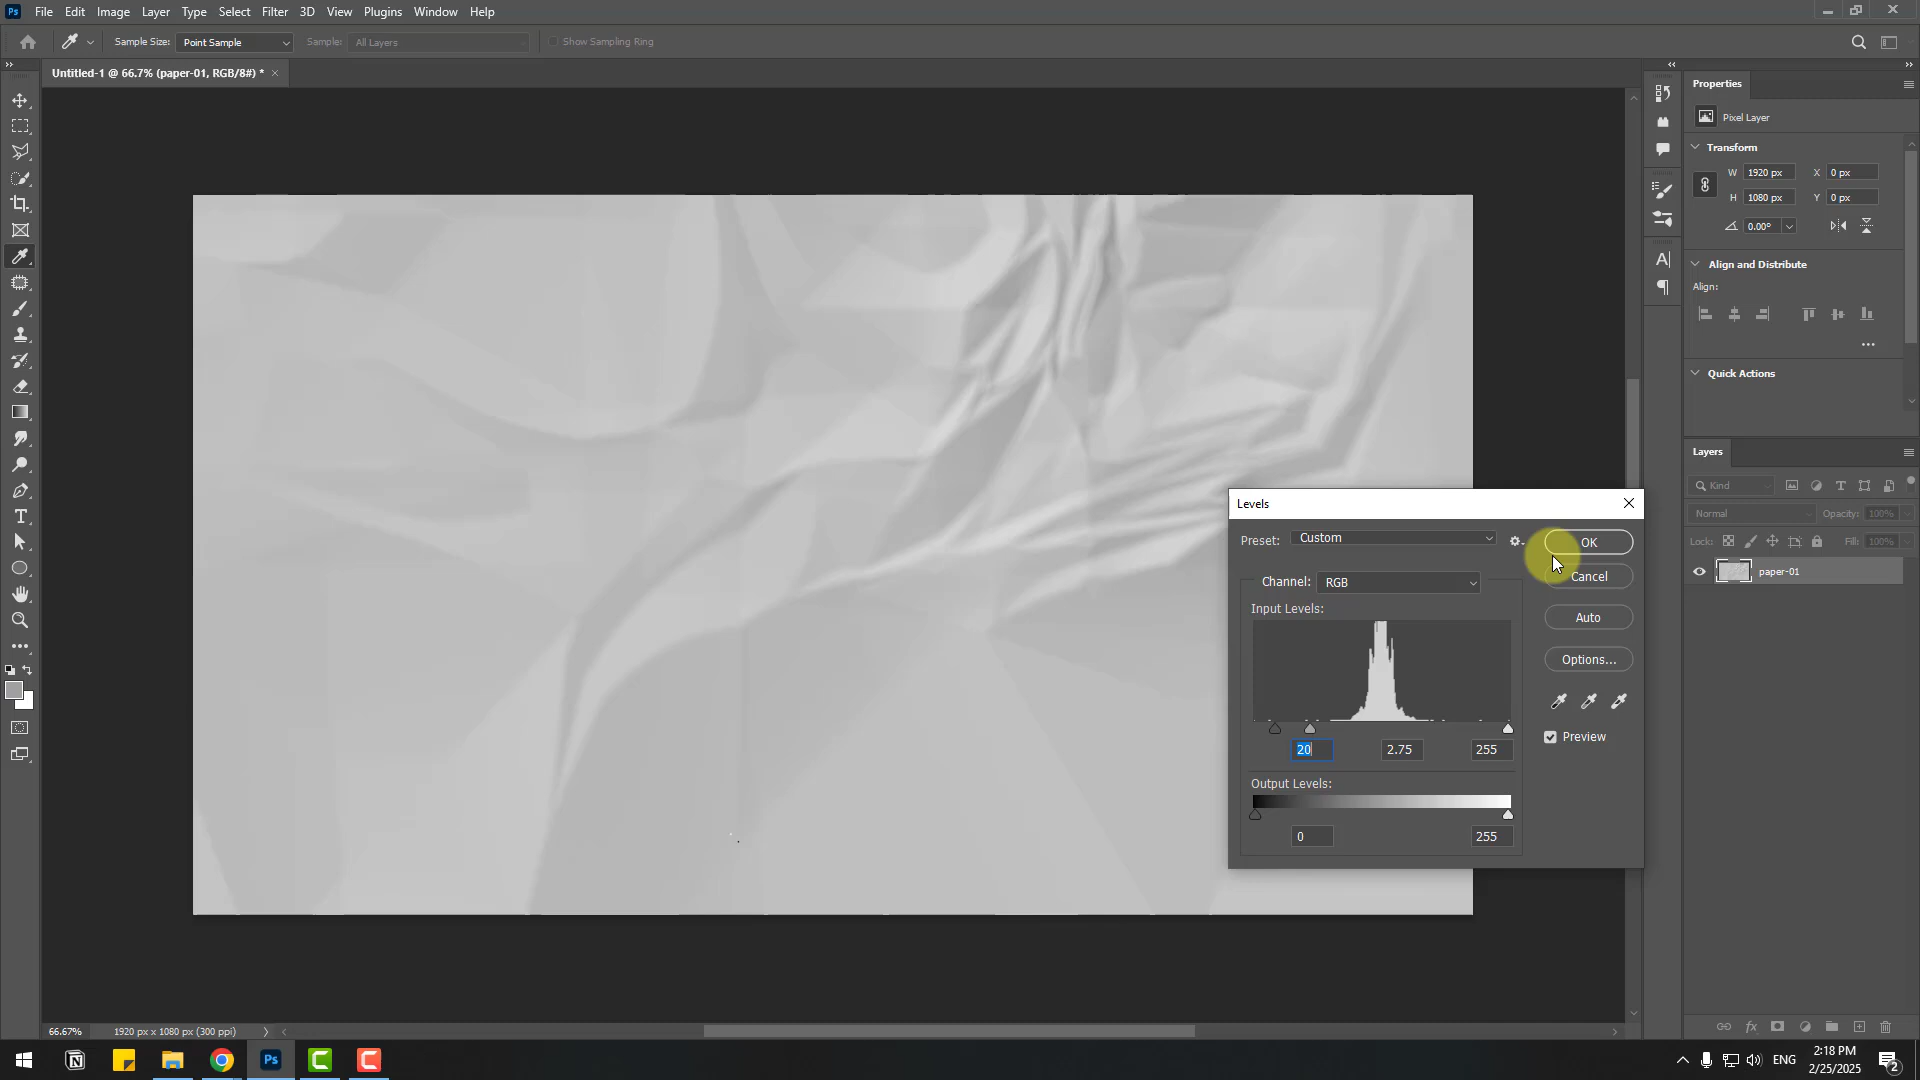 Ps File Edit Image Layer Type Select Filter 3D View Plugins Window Help
Sample Size: Point Sample Sample: All Layers Show Sampling Ring
Untitled-1 @ 66.7% (paper-01, RGB/8#) * ×
Properties
Pixel Layer
Transform
W 1920 px X 0 px
H 1080 px Y 0 px
0.00°
Align and Distribute
Align:
Quick Actions
Layers
Kind
Normal Opacity: 100%
Lock: Fill: 100%
paper-01
Levels
Preset: Custom
OK
Channel: RGB
Cancel
Input Levels:
Auto
Options...
Preview
20 2.75 255
Output Levels:
0 255
66.67% 1920 px x 1080 px (300 ppi)
Ps
ENG
2:18 PM
2/25/2025
2